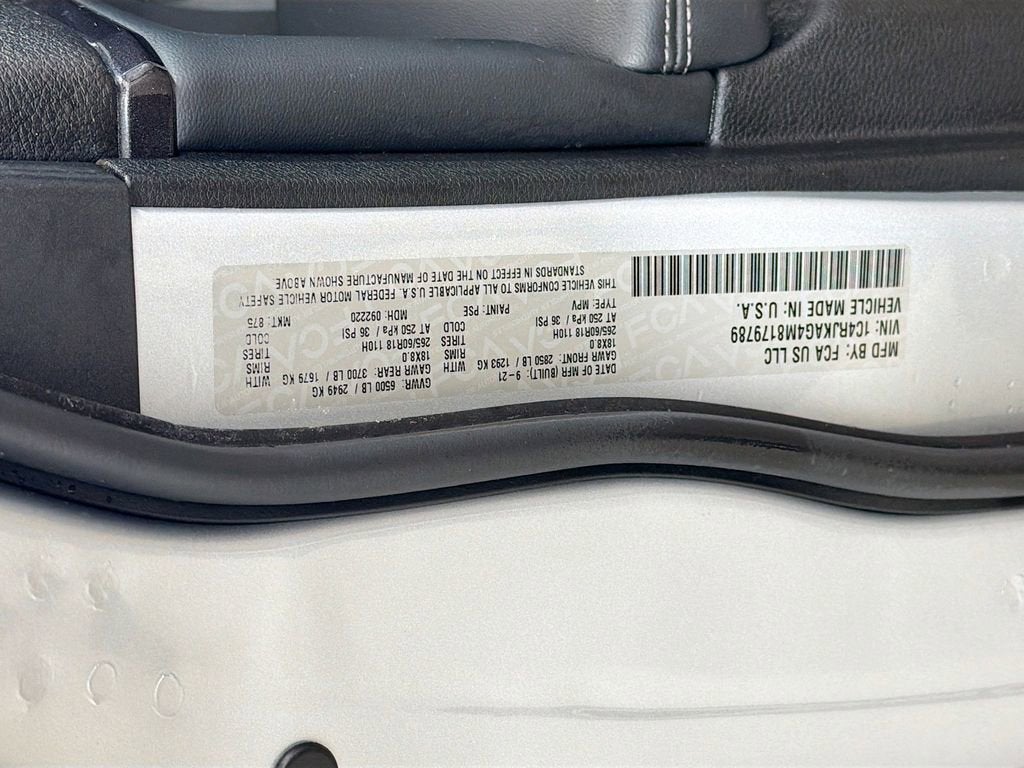 MFD BY: FCA US LLC
VIN: 1C4RJKAG4M8179789
VEHICLE MADE IN: U.S.A.
DATE OF MFR (BUILT): 9-21 GVWR: 6500 LB / 2949 KG
GAWR FRONT: 2850 LB / 1293 KG WITH GAWR REAR: 3700 LB / 1679 KG WITH
18X8.0 RIMS 18X8.0 RIMS
265/60R18 110H TIRES 265/60R18 110H TIRES
AT 250 kPa / 36 PSI COLD AT 250 kPa / 36 PSI COLD
TYPE: MPV PAINT: PSE MDH: 092220 MKT: 875
THIS VEHICLE CONFORMS TO ALL APPLICABLE U.S.A. FEDERAL MOTOR VEHICLE SAFETY
STANDARDS IN EFFECT ON THE DATE OF MANUFACTURE SHOWN ABOVE